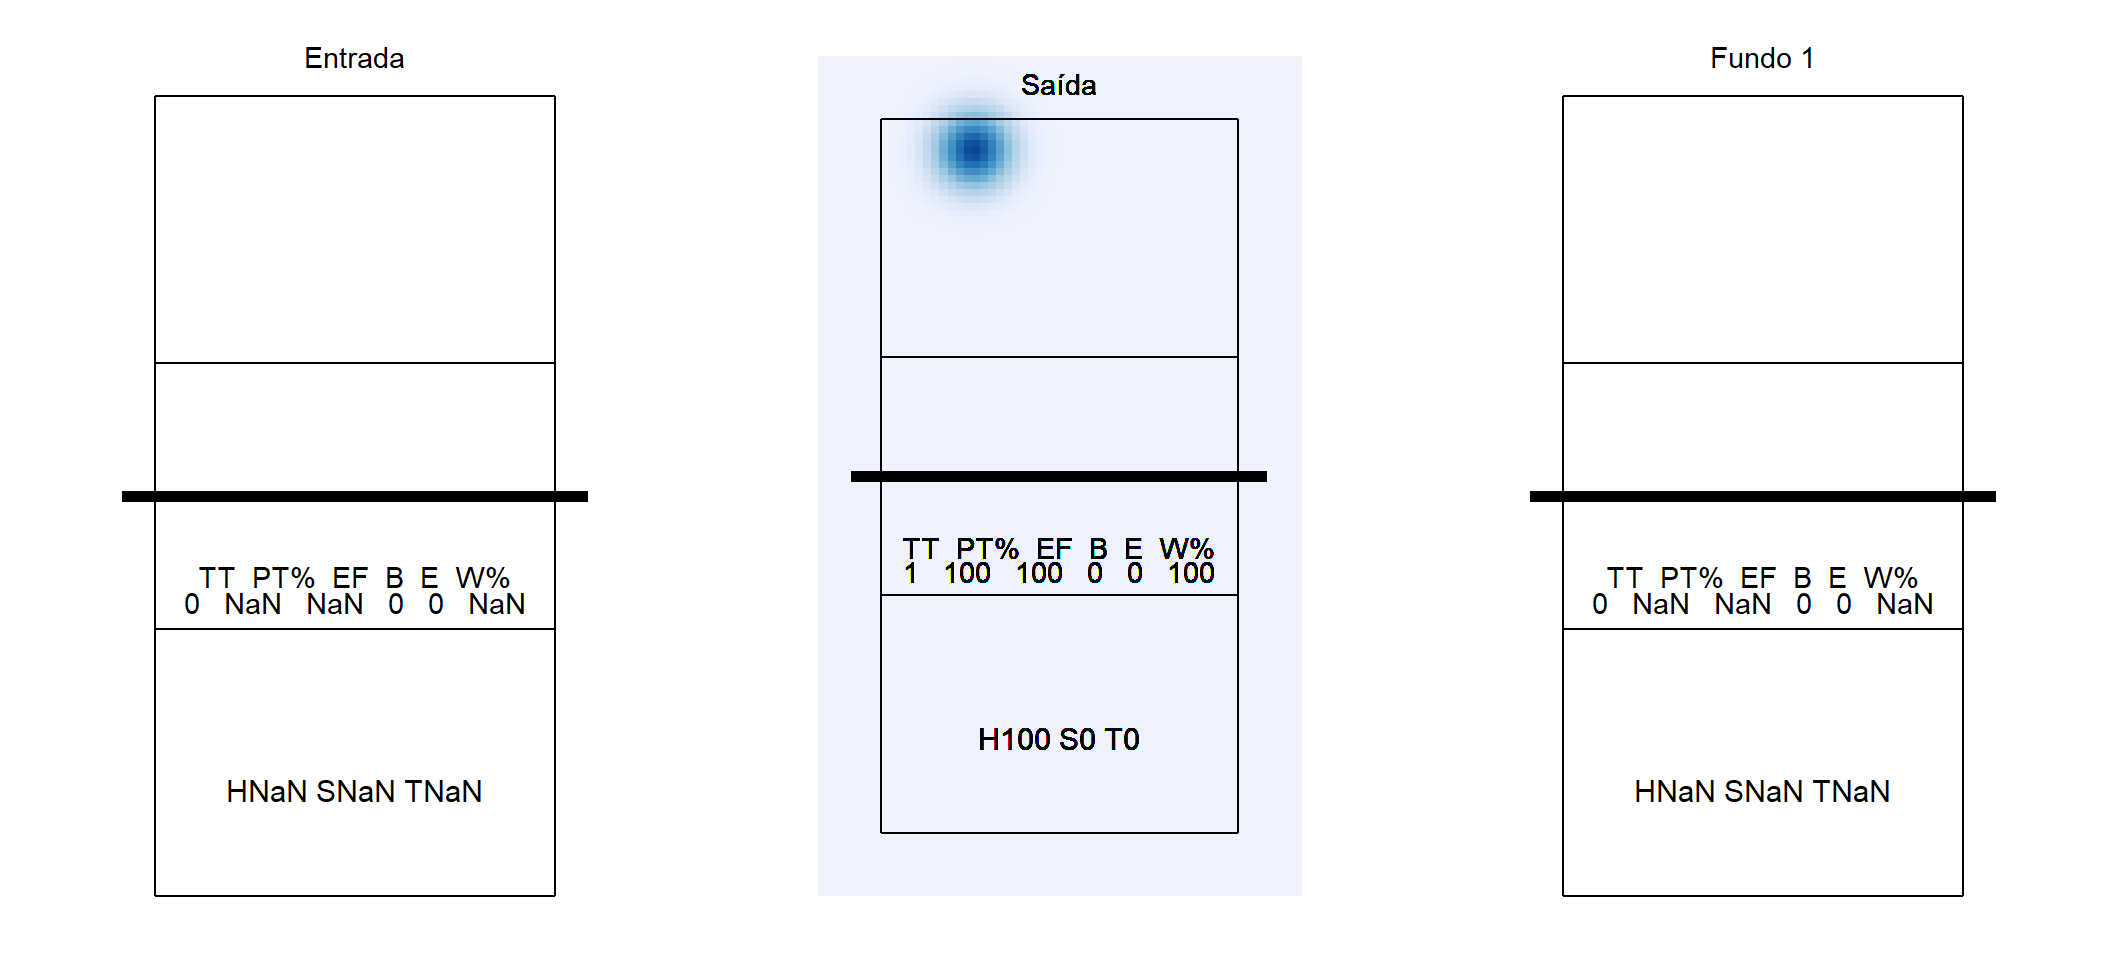 Entrada
TT PT% EF B E W%
0 NaN NaN 0 0 NaN
HNaN SNaN TNaN
Saída
TT PT% EF B E W%
1 100 100 0 0 100
H100 S0 T0
Fundo 1
TT PT% EF B E W%
0 NaN NaN 0 0 NaN
HNaN SNaN TNaN